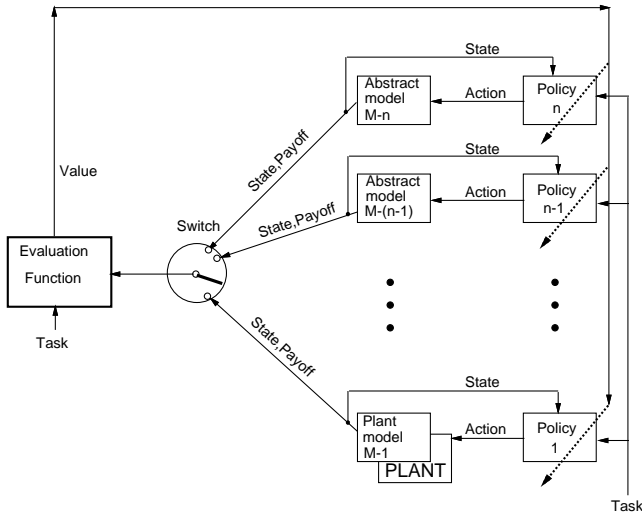 State
Abstract
model
M-n
Action
Policy
n
State,Payoff
Value
State
Abstract
model
M-(n-1)
Action
Policy
n-1
State,Payoff
Switch
Evaluation
Function
Task
State,Payoff
State
Plant
model
M-1
PLANT
Action
Policy
1
Task